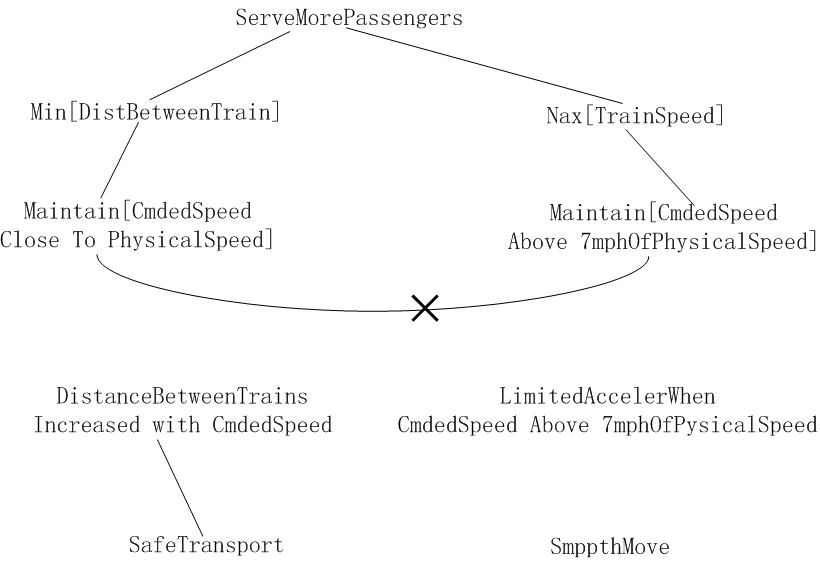 ServeMorePassengers
Min[DistBetweenTrain]
Nax[TrainSpeed]
Maintain[CmdedSpeed
Close To PhysicalSpeed]
Maintain[CmdedSpeed
Above 7mphOfPhysicalSpeed]
DistanceBetweenTrains
Increased with CmdedSpeed
LimitedAccelerWhen
CmdedSpeed Above 7mphOfPysicalSpeed
SafeTransport
SmppthMove